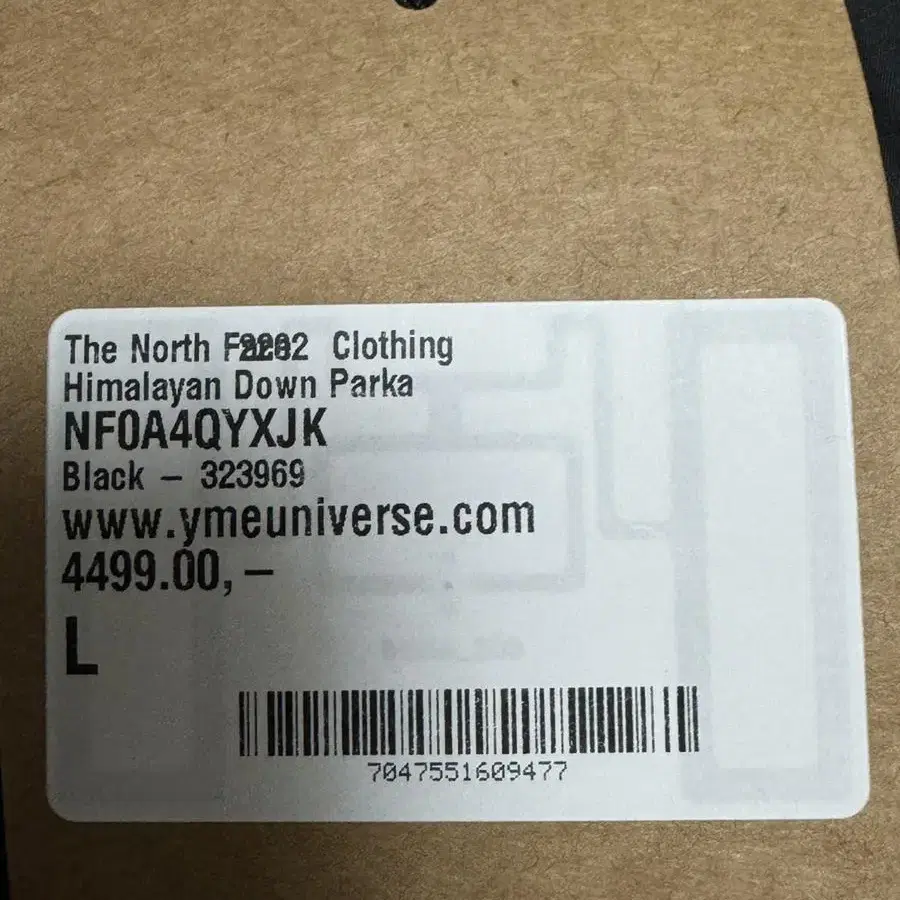 The North Clothing
Himalayan Down Parka
NF0A4QYXJK
Black – 323969
www.ymeuniverse.com
4499.00,–
L
7047551609477